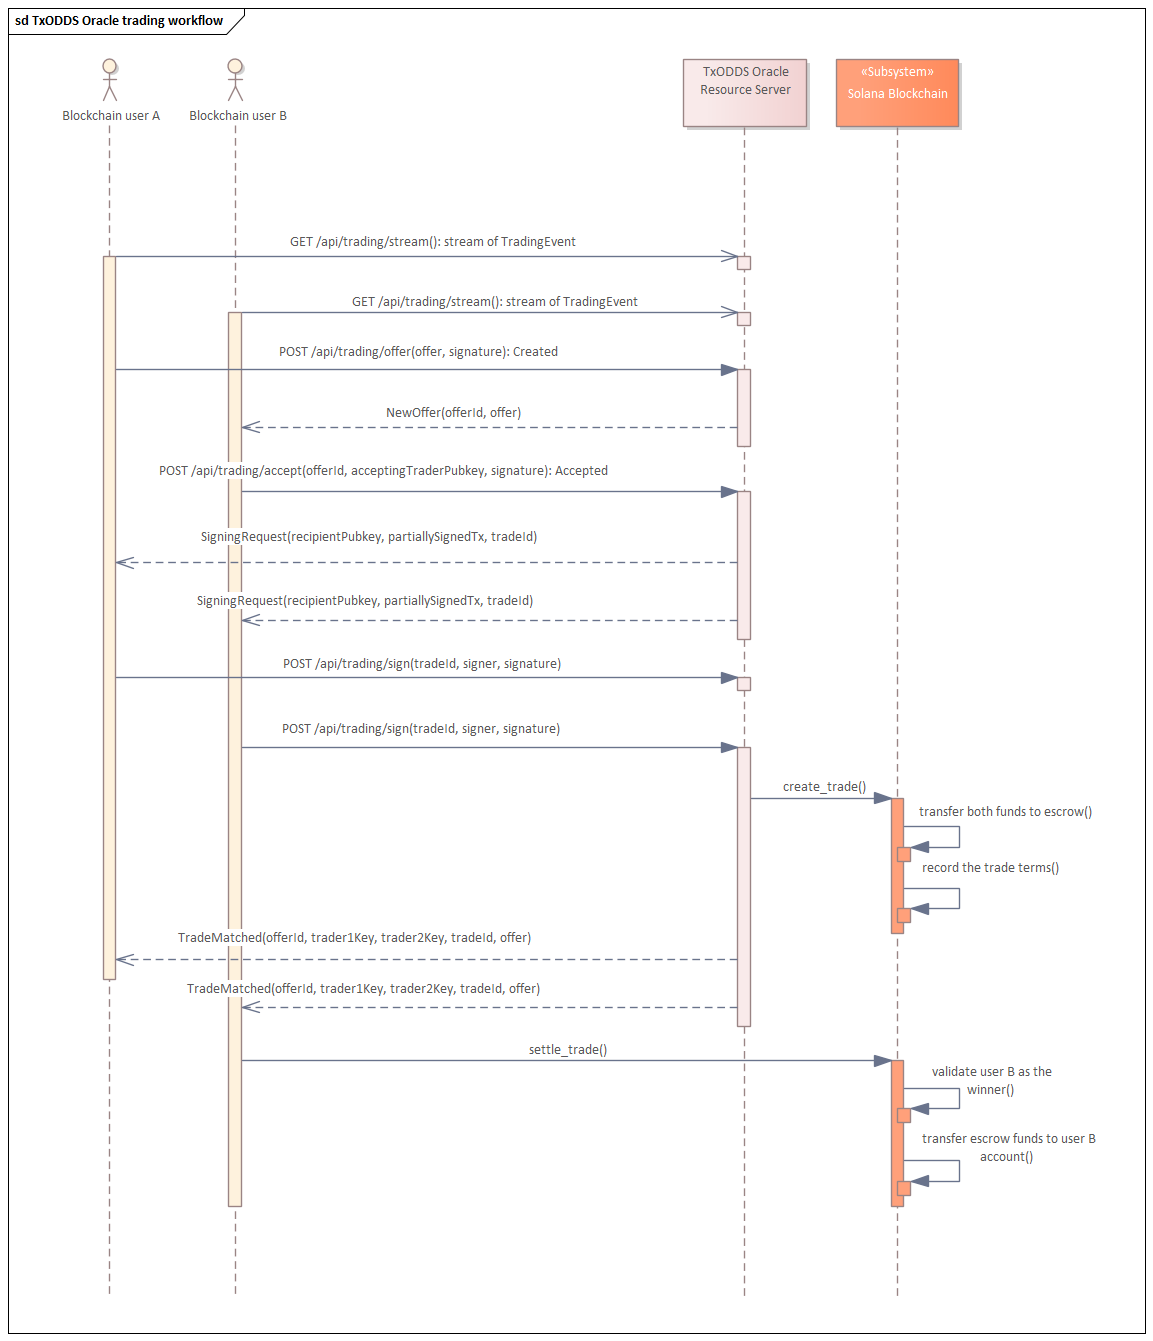 sd TxODDS Oracle trading workflow
Blockchain user A
Blockchain user B
TxODDS Oracle
Resource Server
«Subsystem»
Solana Blockchain
GET /api/trading/stream(): stream of TradingEvent
GET /api/trading/stream(): stream of TradingEvent
POST /api/trading/offer(offer, signature): Created
NewOffer(offerId, offer)
POST /api/trading/accept(offerId, acceptingTraderPubkey, signature): Accepted
SigningRequest(recipientPubkey, partiallySignedTx, tradeId)
SigningRequest(recipientPubkey, partiallySignedTx, tradeId)
POST /api/trading/sign(tradeId, signer, signature)
POST /api/trading/sign(tradeId, signer, signature)
create_trade()
transfer both funds to escrow()
record the trade terms()
TradeMatched(offerId, trader1Key, trader2Key, tradeId, offer)
TradeMatched(offerId, trader1Key, trader2Key, tradeId, offer)
settle_trade()
validate user B as the
winner()
transfer escrow funds to user B
account()